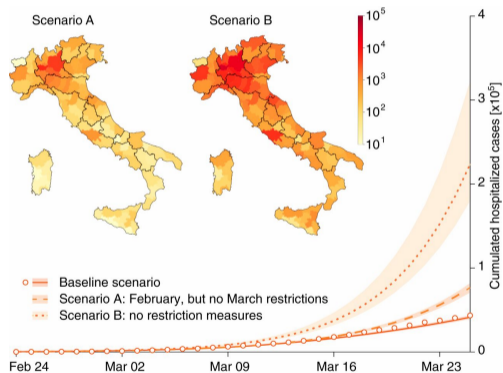 Scenario A
Scenario B
10^5
10^4
10^3
10^2
10^1
4
3
2
1
0
Cumulated hospitalized cases [x10^5]
Baseline scenario
Scenario A: February, but no March restrictions
Scenario B: no restriction measures
Feb 24
Mar 02
Mar 09
Mar 16
Mar 23